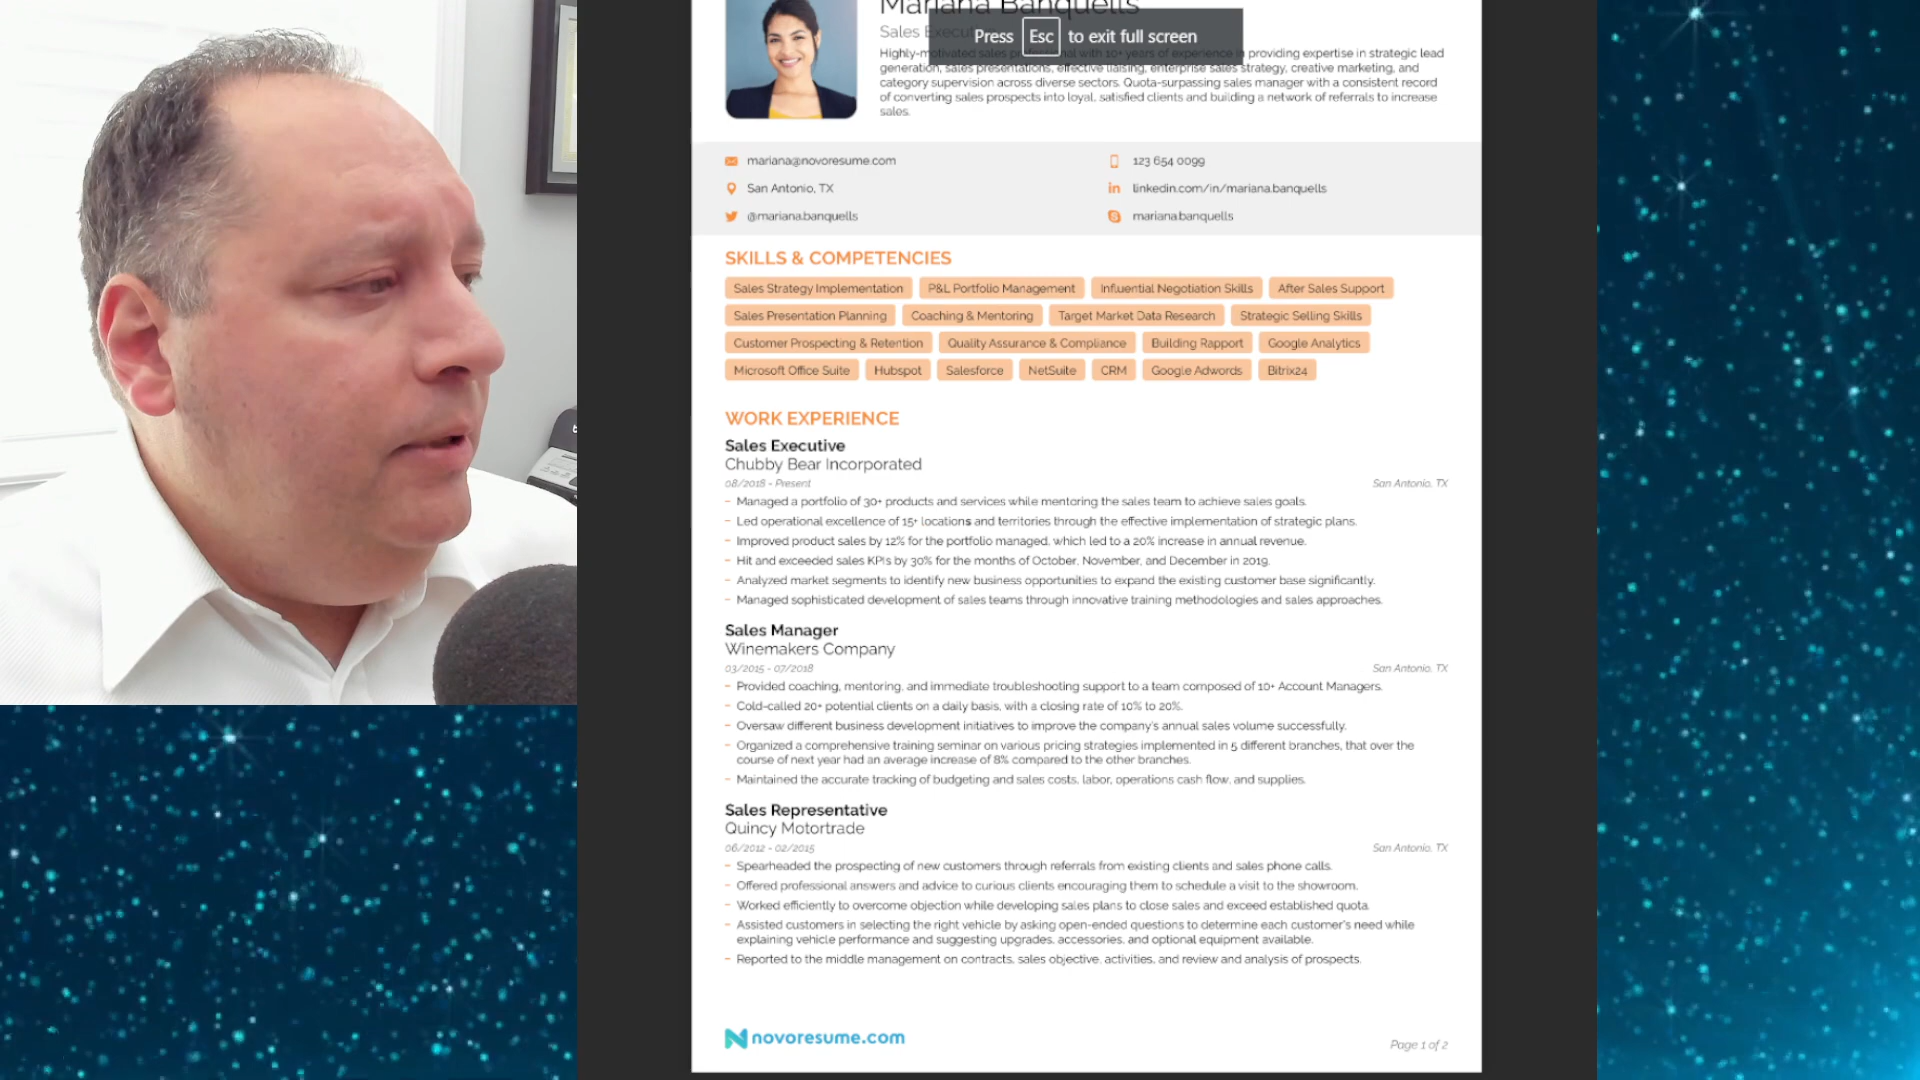 Mariana Banquells
Press Esc to exit full screen
Sales Executive
Highly-motivated sales professional with 10+ years of experience in providing expertise in strategic lead
generation, sales presentations, effective liaising, enterprise sales strategy, creative marketing, and
category supervision across diverse sectors. Quota-surpassing sales manager with a consistent record
of converting sales prospects into loyal, satisfied clients and building a network of referrals to increase
sales.
mariana@novoresume.com
123 654 0099
San Antonio, TX
linkedin.com/in/mariana.banquells
@mariana.banquells
mariana.banquells
SKILLS & COMPETENCIES
Sales Strategy Implementation P&L Portfolio Management Influential Negotiation Skills After Sales Support
Sales Presentation Planning Coaching & Mentoring Target Market Data Research Strategic Selling Skills
Customer Prospecting & Retention Quality Assurance & Compliance Building Rapport Google Analytics
Microsoft Office Suite Hubspot Salesforce NetSuite CRM Google Adwords Bitrix24
WORK EXPERIENCE
Sales Executive
Chubby Bear Incorporated
08/2018 - Present San Antonio, TX
- Managed a portfolio of 30+ products and services while mentoring the sales team to achieve sales goals.
- Led operational excellence of 15+ locations and territories through the effective implementation of strategic plans.
- Improved product sales by 12% for the portfolio managed, which led to a 20% increase in annual revenue.
- Hit and exceeded sales KPIs by 30% for the months of October, November, and December in 2019.
- Analyzed market segments to identify new business opportunities to expand the existing customer base significantly.
- Managed sophisticated development of sales teams through innovative training methodologies and sales approaches.
Sales Manager
Winemakers Company
03/2015 - 07/2018 San Antonio, TX
- Provided coaching, mentoring, and immediate troubleshooting support to a team composed of 10+ Account Managers.
- Cold-called 20+ potential clients on a daily basis, with a closing rate of 10% to 20%.
- Oversaw different business development initiatives to improve the company's annual sales volume successfully.
- Organized a comprehensive training seminar on various pricing strategies implemented in 5 different branches, that over the
course of next year had an average increase of 8% compared to the other branches.
- Maintained the accurate tracking of budgeting and sales costs, labor, operations cash flow, and supplies.
Sales Representative
Quincy Motortrade
06/2012 - 02/2015 San Antonio, TX
- Spearheaded the prospecting of new customers through referrals from existing clients and sales phone calls.
- Offered professional answers and advice to curious clients encouraging them to schedule a visit to the showroom.
- Worked efficiently to overcome objection while developing sales plans to close sales and exceed established quota.
- Assisted customers in selecting the right vehicle by asking open-ended questions to determine each customer's need while
explaining vehicle performance and suggesting upgrades, accessories, and optional equipment available.
- Reported to the middle management on contracts, sales objective, activities, and review and analysis of prospects.
novoresume.com
Page 1 of 2